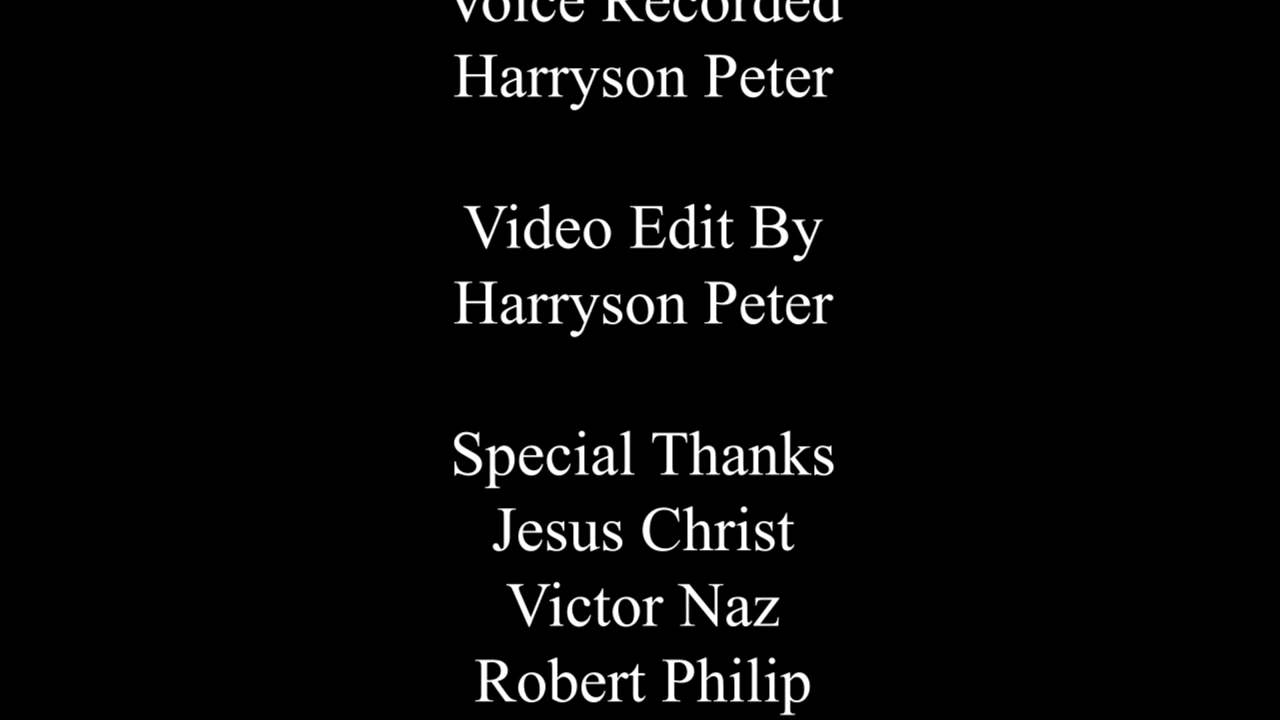 Voice Recorded
Harryson Peter
Video Edit By
Harryson Peter
Special Thanks
Jesus Christ
Victor Naz
Robert Philip